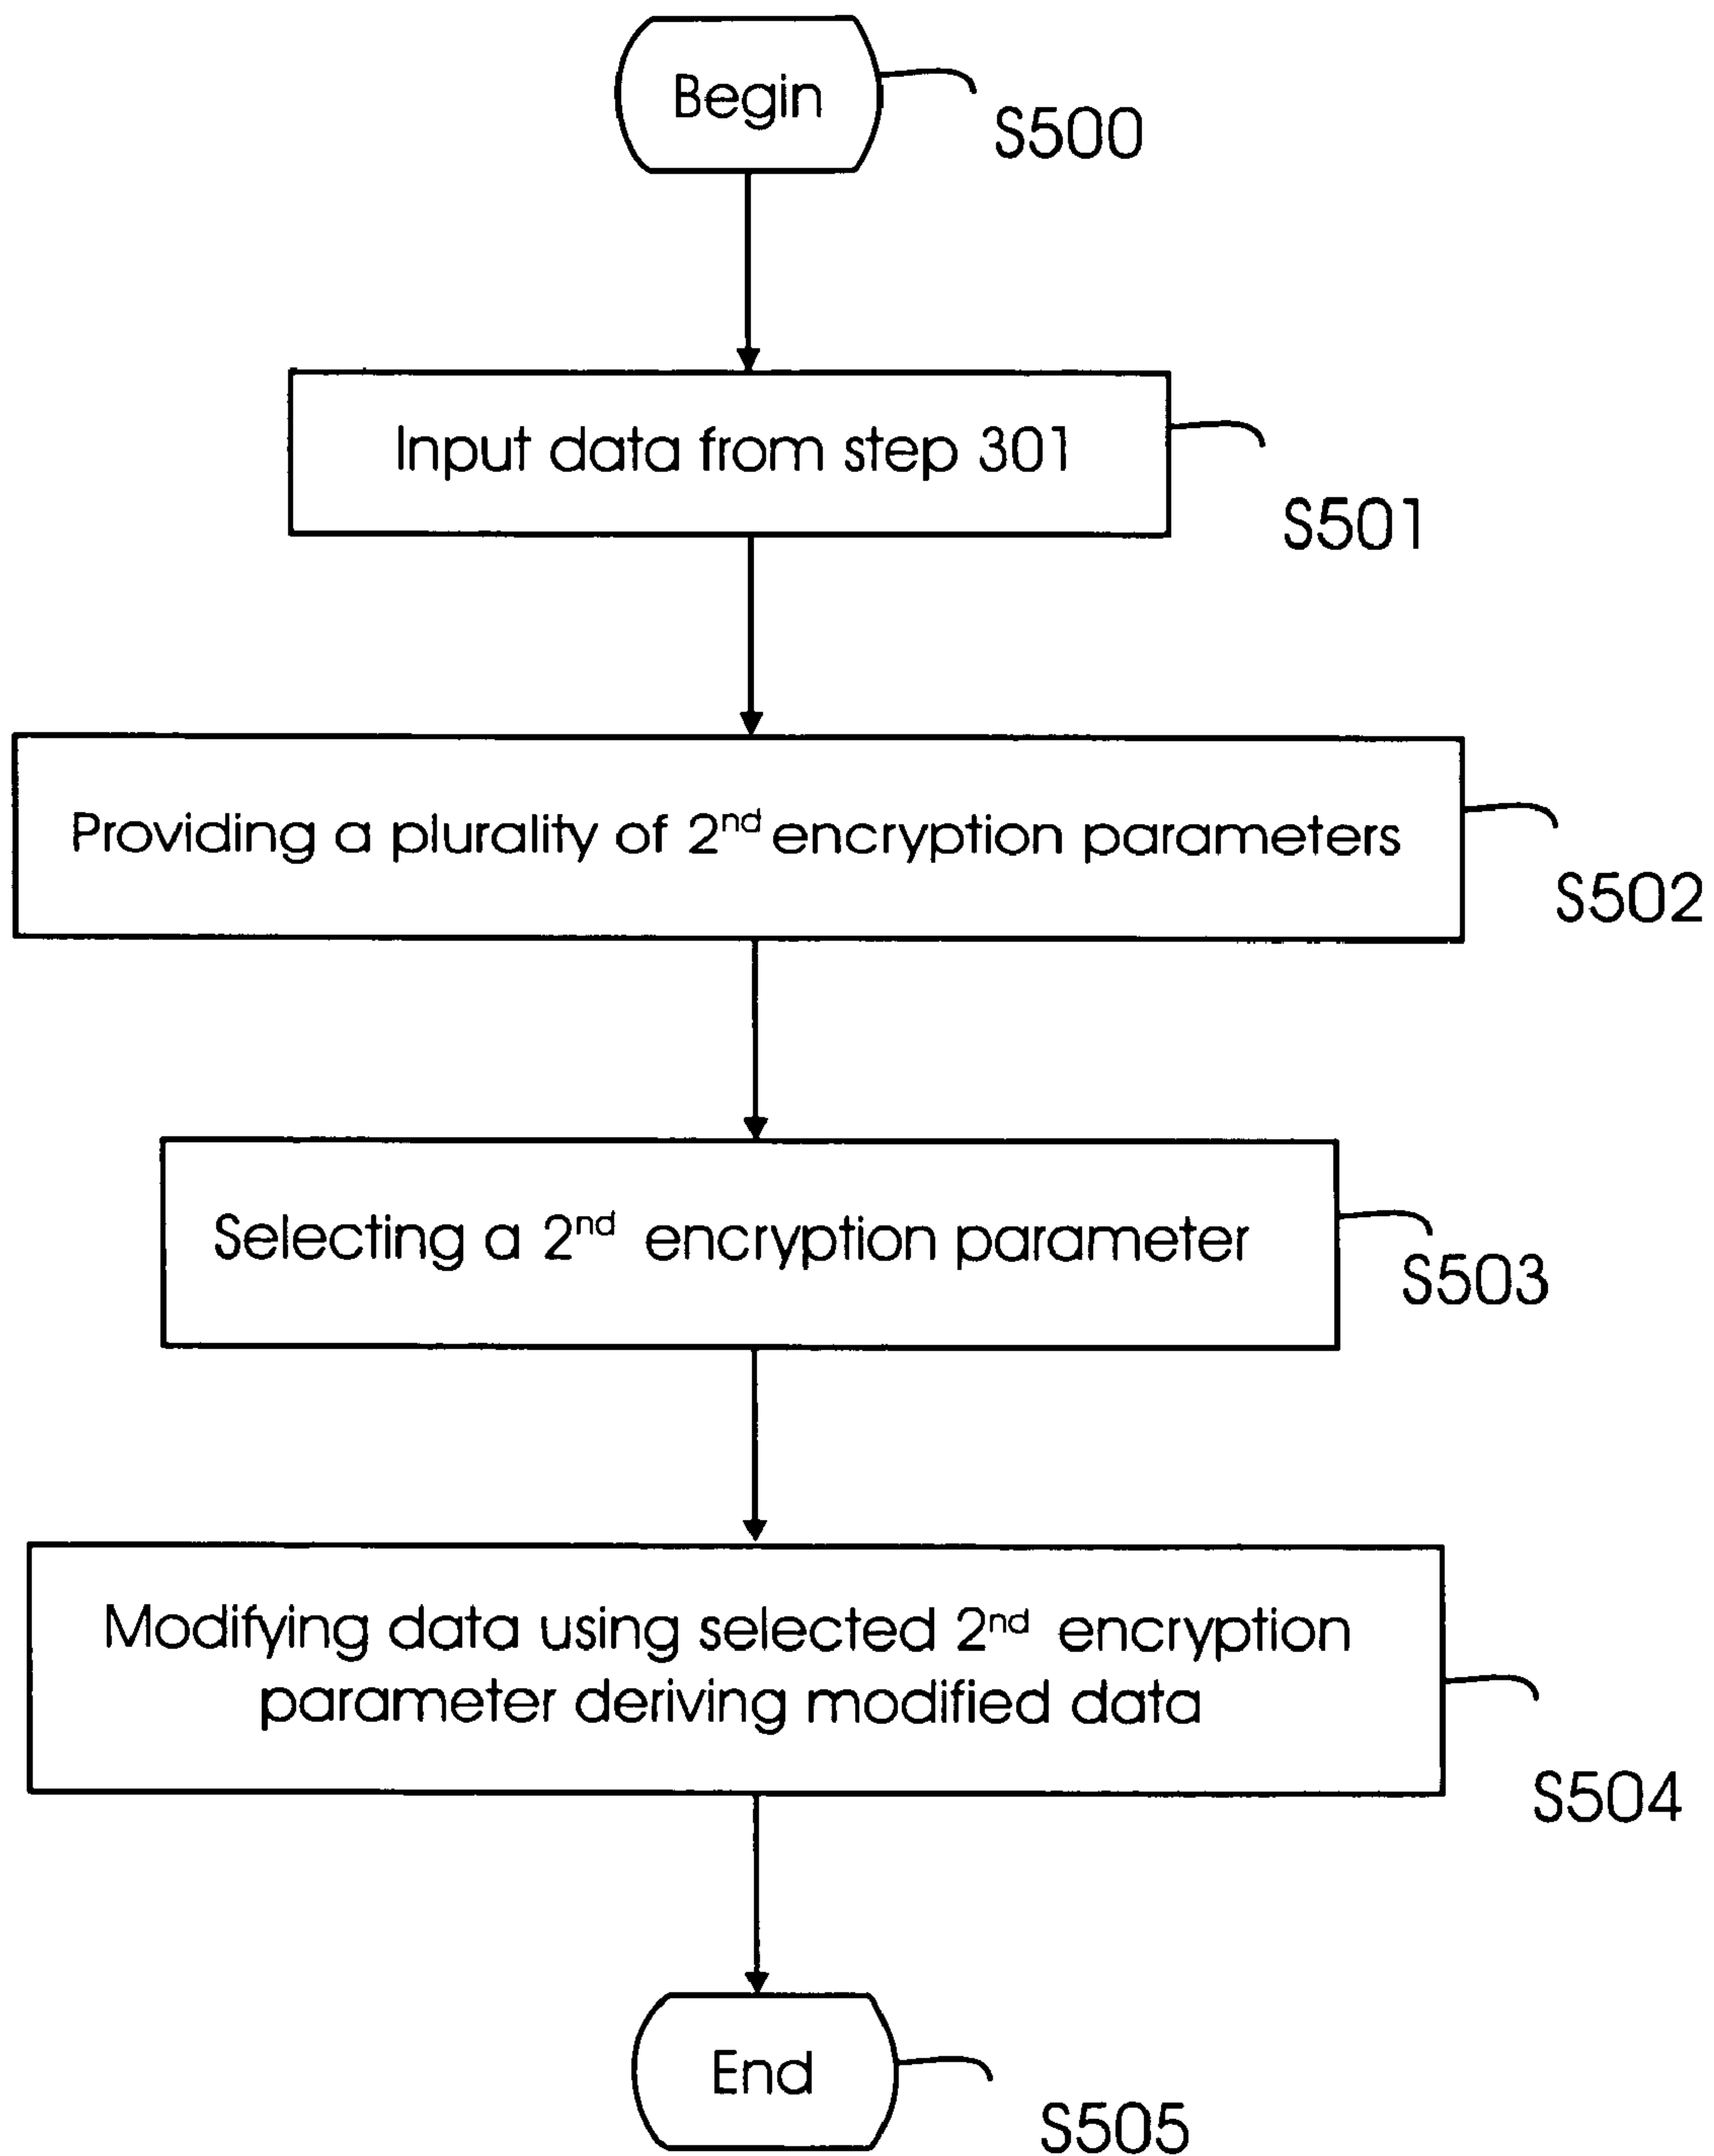 Begin
S500
Input data from step 301
S501
Providing a plurality of 2nd encryption parameters
S502
Selecting a 2nd encryption parameter
S503
Modifying data using selected 2nd encryption
parameter deriving modified data
S504
End
S505